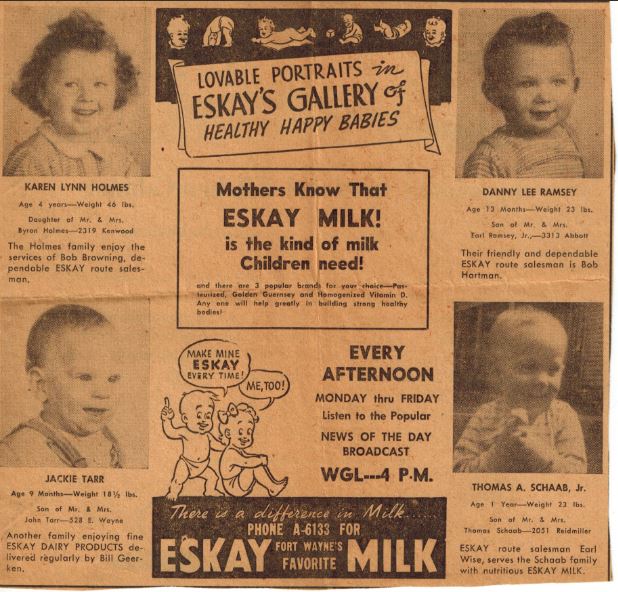 LOVABLE PORTRAITS in
ESKAY'S GALLERY of
HEALTHY HAPPY BABIES
KAREN LYNN HOLMES
Age 4 years—Weight 46 lbs.
Daughter of Mr. & Mrs.
Byron Holmes—2319 Kenwood
The Holmes family enjoy the
services of Bob Browning, de-
pendable ESKAY route sales-
man.
Mothers Know That
ESKAY MILK!
is the kind of milk
Children need!
and there are 3 popular brands for your choice—Pas-
teurized, Golden Guernsey and Homogenized Vitamin D.
Any one will help greatly in building strong healthy
bodies!
DANNY LEE RAMSEY
Age 13 Months—Weight 23 lbs.
Son of Mr. & Mrs.
Earl Ramsey, Jr.,—3313 Abbott
Their friendly and dependable
ESKAY route salesman is Bob
Hartman.
JACKIE TARR
Age 9 Months—Weight 18½ lbs.
Son of Mr. & Mrs.
John Tarr—528 E. Wayne
Another family enjoying fine
ESKAY DAIRY PRODUCTS de-
livered regularly by Bill Geer-
ken.
MAKE MINE
ESKAY
EVERY TIME!
ME, TOO!
EVERY
AFTERNOON
MONDAY thru FRIDAY
Listen to the Popular
NEWS OF THE DAY
BROADCAST
WGL---4 P.M.
There is a difference in Milk......
PHONE A-6133 FOR
ESKAY FORT WAYNE'S FAVORITE MILK
THOMAS A. SCHAAB, Jr.
Age 1 Year—Weight 23 lbs.
Son of Mr. & Mrs.
Thomas Schaab—2051 Reidmiller
ESKAY route salesman Earl
Wise, serves the Schaab family
with nutritious ESKAY MILK.